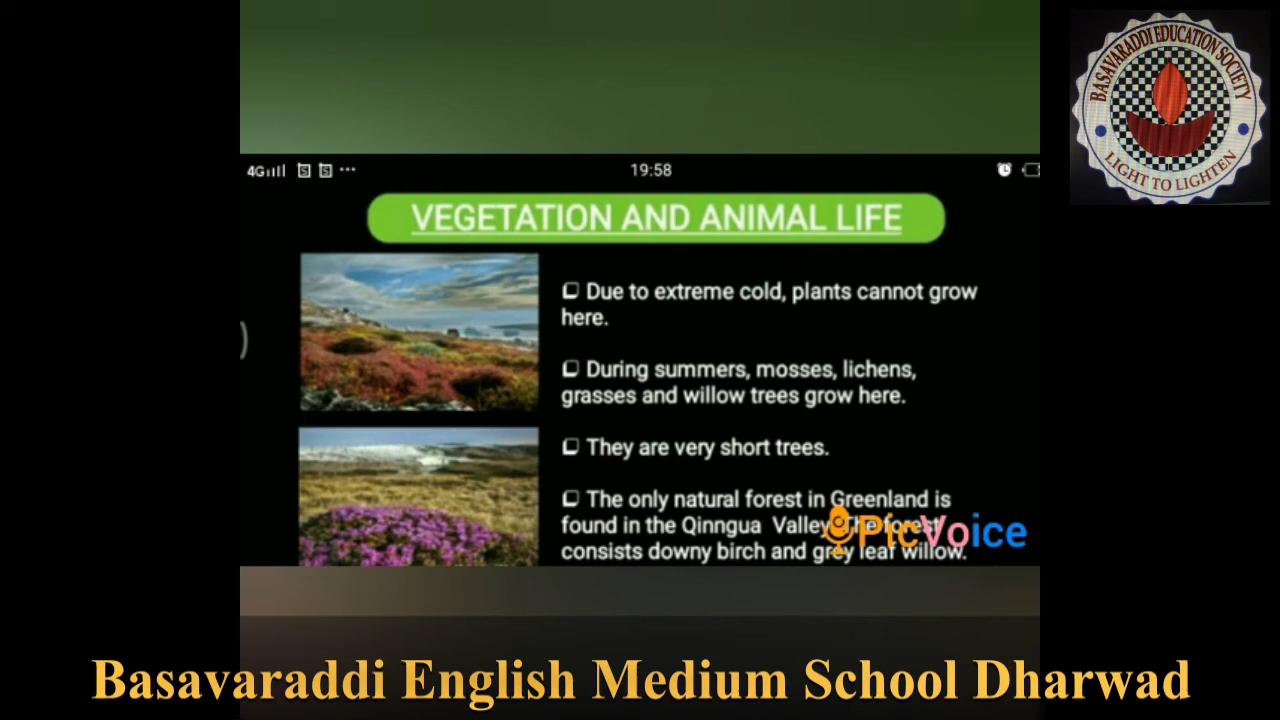 BASAVARADDI EDUCATION SOCIETY
LIGHT TO LIGHTEN
4G
19:58
VEGETATION AND ANIMAL LIFE
Due to extreme cold, plants cannot grow
here.
During summers, mosses, lichens,
grasses and willow trees grow here.
They are very short trees.
The only natural forest in Greenland is
found in the Qinngua Valley. The forest
consists downy birch and grey leaf willow.
PicVoice
Basavaraddi English Medium School Dharwad